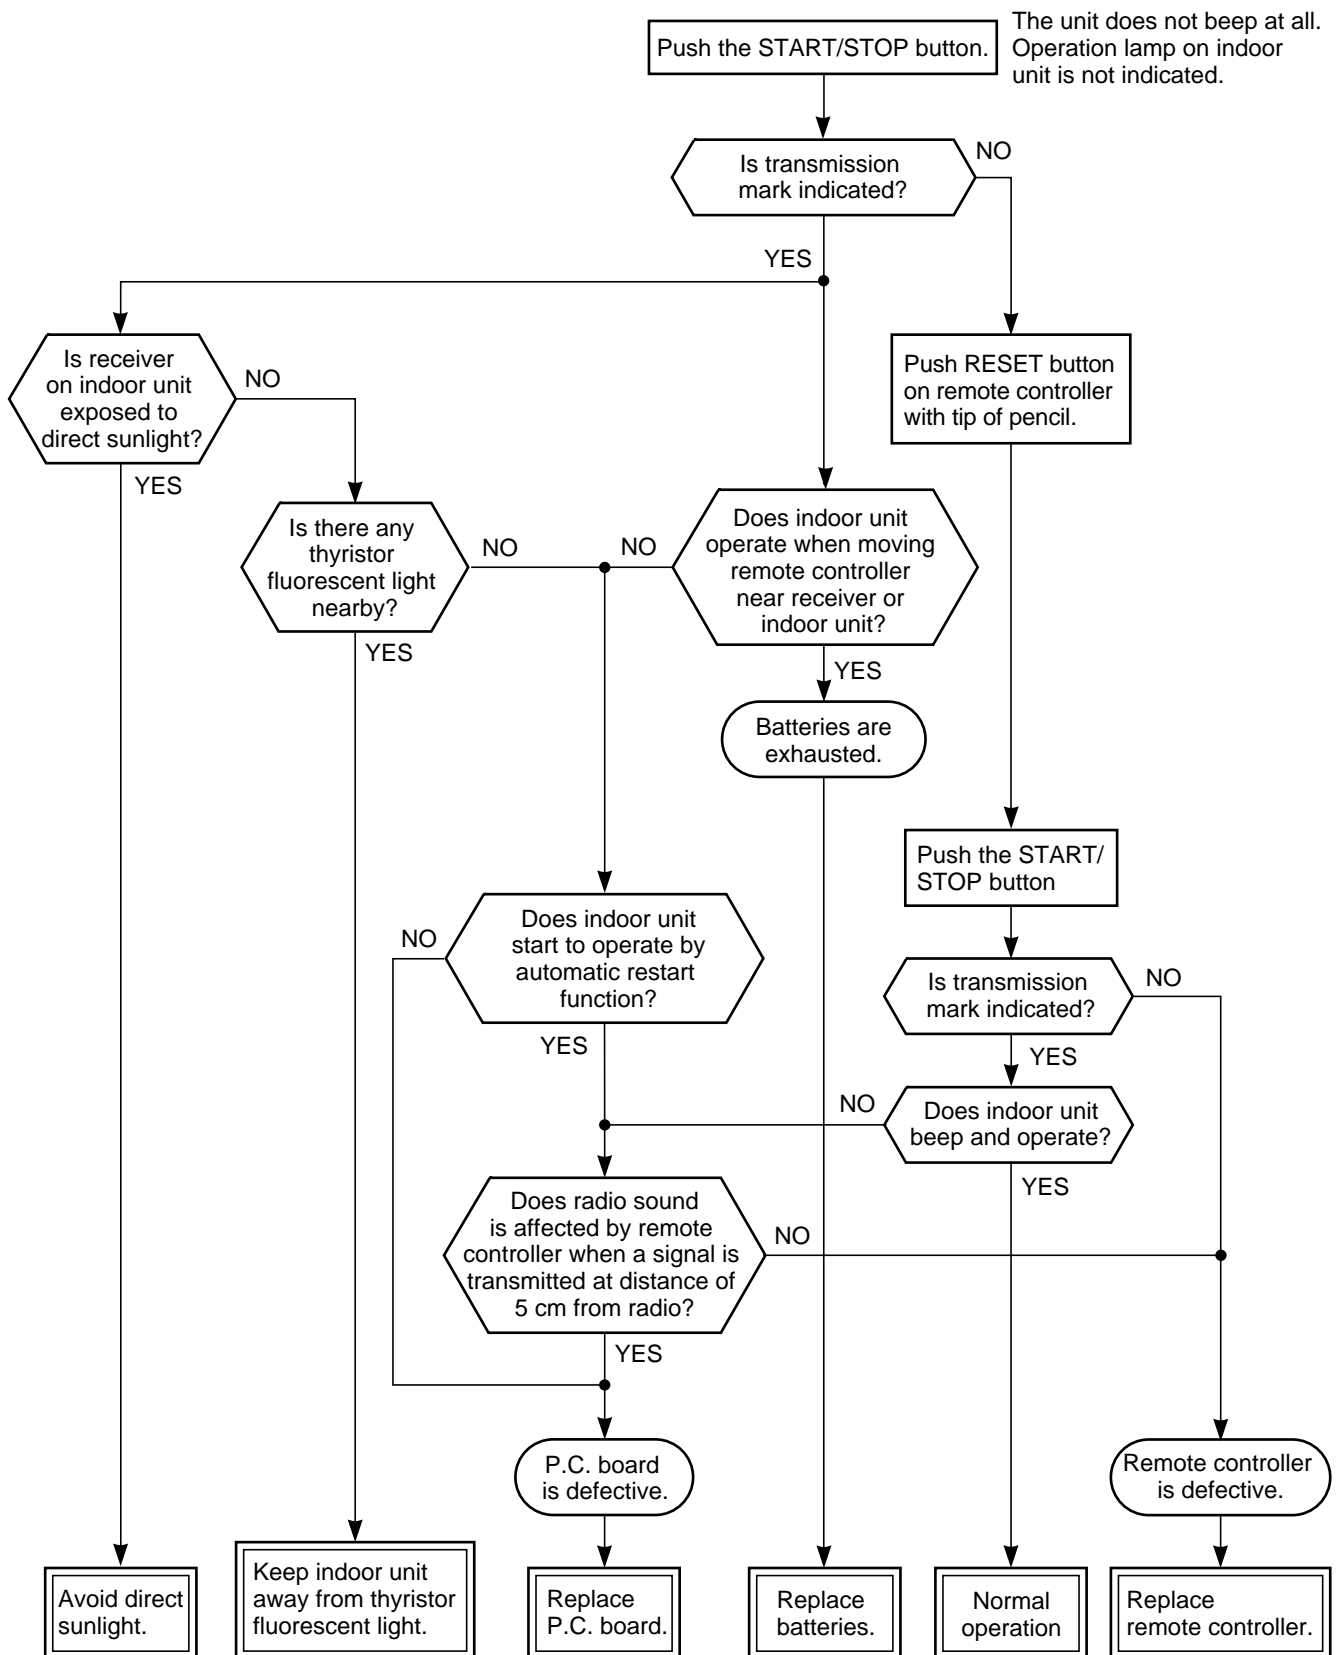 Push the START/STOP button.
The unit does not beep at all.
Operation lamp on indoor
unit is not indicated.
Is transmission
mark indicated?
NO
YES
Is receiver
on indoor unit
exposed to
direct sunlight?
NO
YES
Push RESET button
on remote controller
with tip of pencil.
Is there any
thyristor
fluorescent light
nearby?
NO
YES
NO
Does indoor unit
operate when moving
remote controller
near receiver or
indoor unit?
YES
Batteries are
exhausted.
Push the START/
STOP button
NO
Does indoor unit
start to operate by
automatic restart
function?
YES
Is transmission
mark indicated?
NO
YES
NO
Does indoor unit
beep and operate?
YES
Does radio sound
is affected by remote
controller when a signal is
transmitted at distance of
5 cm from radio?
NO
YES
P.C. board
is defective.
Remote controller
is defective.
Avoid direct
sunlight.
Keep indoor unit
away from thyristor
fluorescent light.
Replace
P.C. board.
Replace
batteries.
Normal
operation
Replace
remote controller.